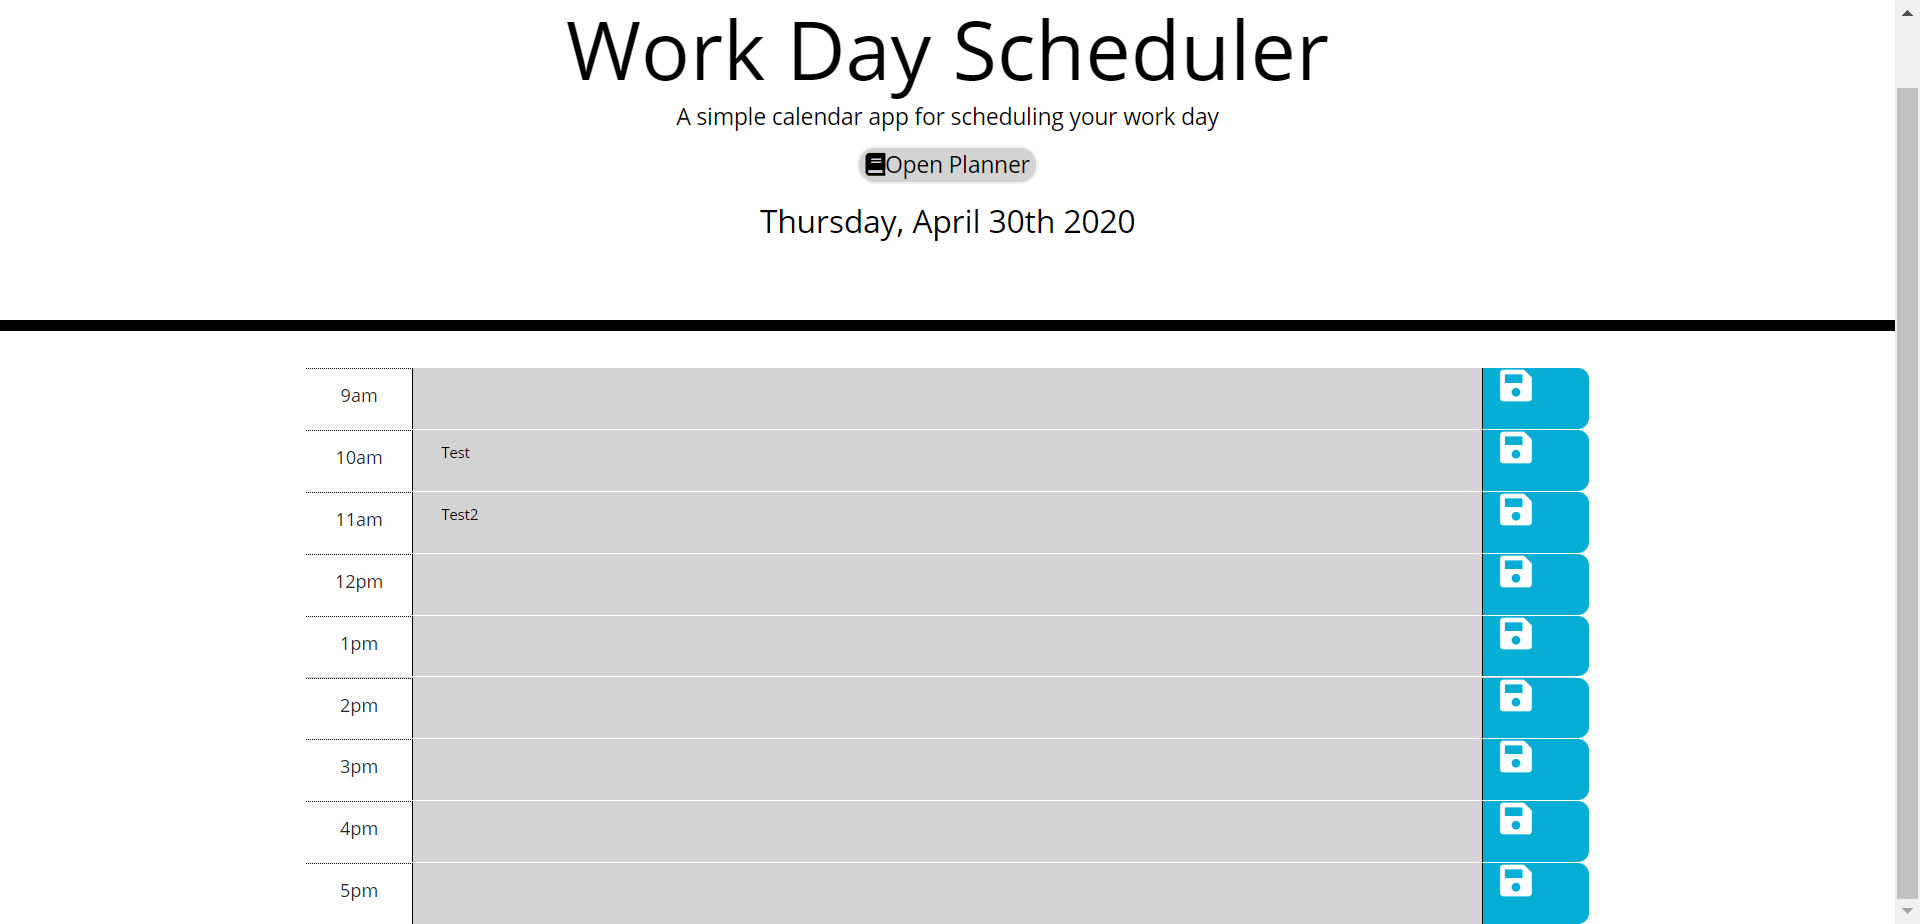 Work Day Scheduler
A simple calendar app for scheduling your work day
Open Planner
Thursday, April 30th 2020
9am
10am
Test
11am
Test2
12pm
1pm
2pm
3pm
4pm
5pm